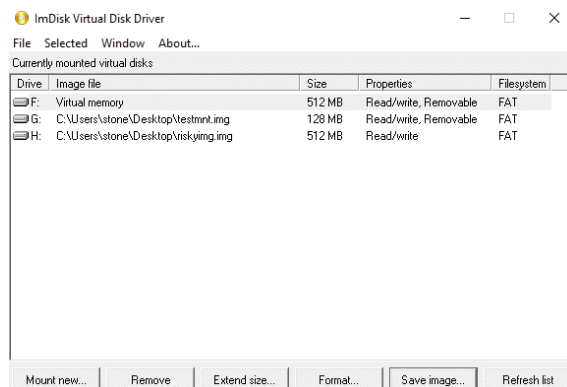 ImDisk Virtual Disk Driver
File Selected Window About...
Currently mounted virtual disks
Drive Image file Size Properties Filesystem
F: Virtual memory 512 MB Read/write, Removable FAT
G: C:\Users\stone\Desktop\testmnt.img 128 MB Read/write, Removable FAT
H: C:\Users\stone\Desktop\riskyimg.img 512 MB Read/write FAT
Mount new... Remove Extend size... Format... Save image... Refresh list